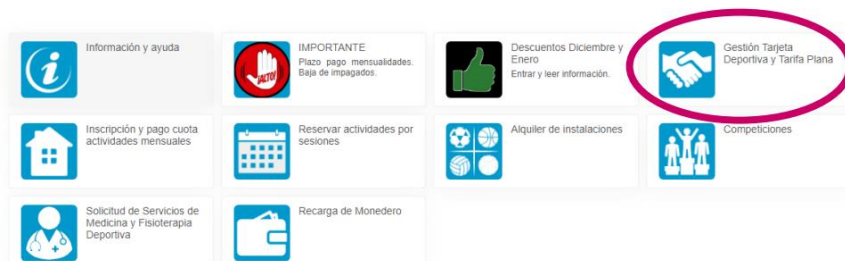 Información y ayuda
IMPORTANTE
Plazo pago mensualidades.
Baja de impagados.
¡ALTO!
Descuentos Diciembre y
Enero
Entrar y leer información.
Gestión Tarjeta
Deportiva y Tarifa Plana
Inscripción y pago cuota
actividades mensuales
Reservar actividades por
sesiones
Alquiler de instalaciones
Competiciones
Solicitud de Servicios de
Medicina y Fisioterapia
Deportiva
Recarga de Monedero